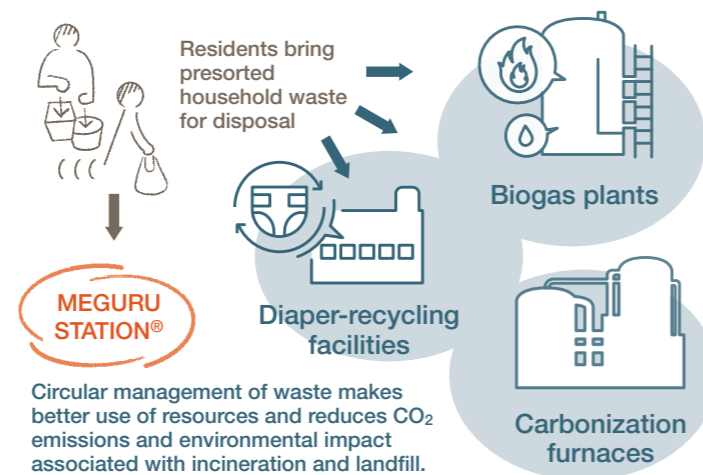 Residents bring
presorted
household waste
for disposal
Biogas plants
MEGURU
STATION®
Diaper-recycling
facilities
Circular management of waste makes
better use of resources and reduces CO₂
emissions and environmental impact
associated with incineration and landfill.
Carbonization
furnaces